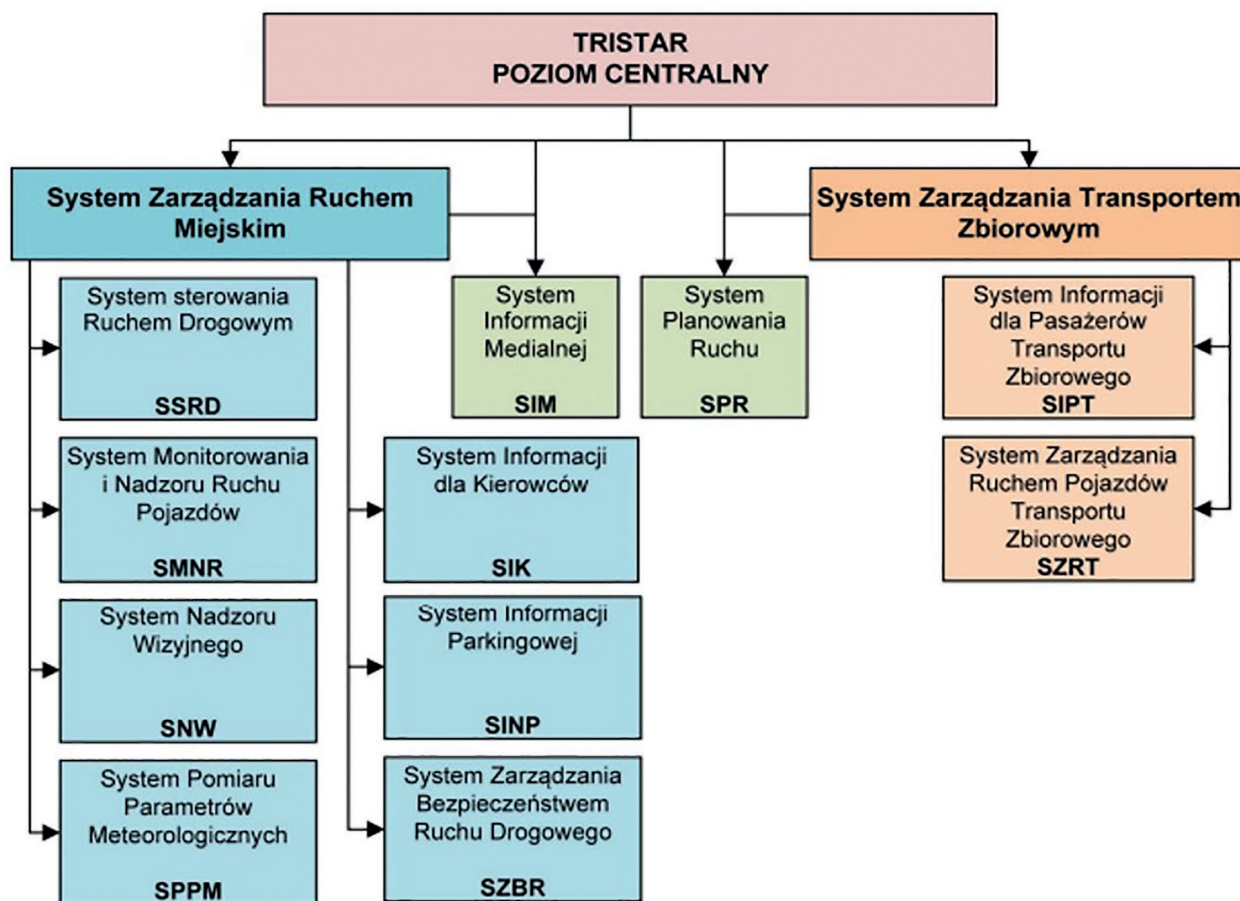 TRISTAR
POZIOM CENTRALNY
System Zarządzania Ruchem
Miejskim
System Zarządzania Transportem
Zbiorowym
System sterowania
Ruchem Drogowym
SSRD
System
Informacji
Medialnej
SIM
System
Planowania
Ruchu
SPR
System Informacji
dla Pasażerów
Transportu
Zbiorowego
SIPT
System Monitorowania
i Nadzoru Ruchu
Pojazdów
SMNR
System Informacji
dla Kierowców
SIK
System Zarządzania
Ruchem Pojazdów
Transportu
Zbiorowego
SZRT
System Nadzoru
Wizyjnego
SNW
System Informacji
Parkingowej
SINP
System Pomiaru
Parametrów
Meteorologicznych
SPPM
System Zarządzania
Bezpieczeństwem
Ruchu Drogowego
SZBR